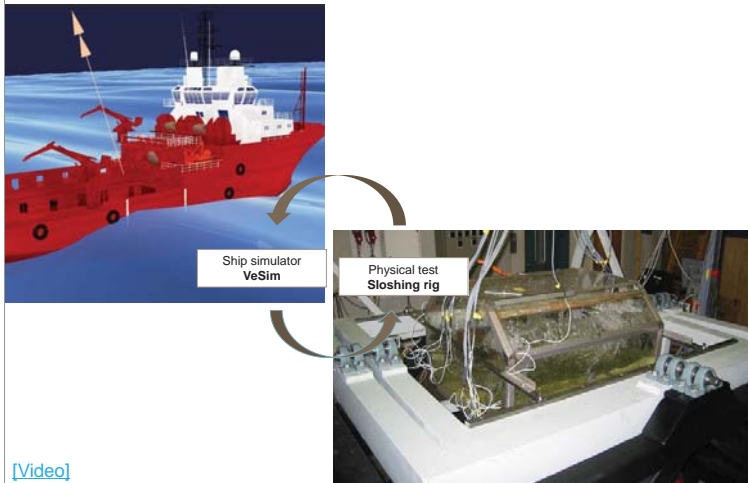 Ship simulator
VeSim
Physical test
Sloshing rig
[Video]